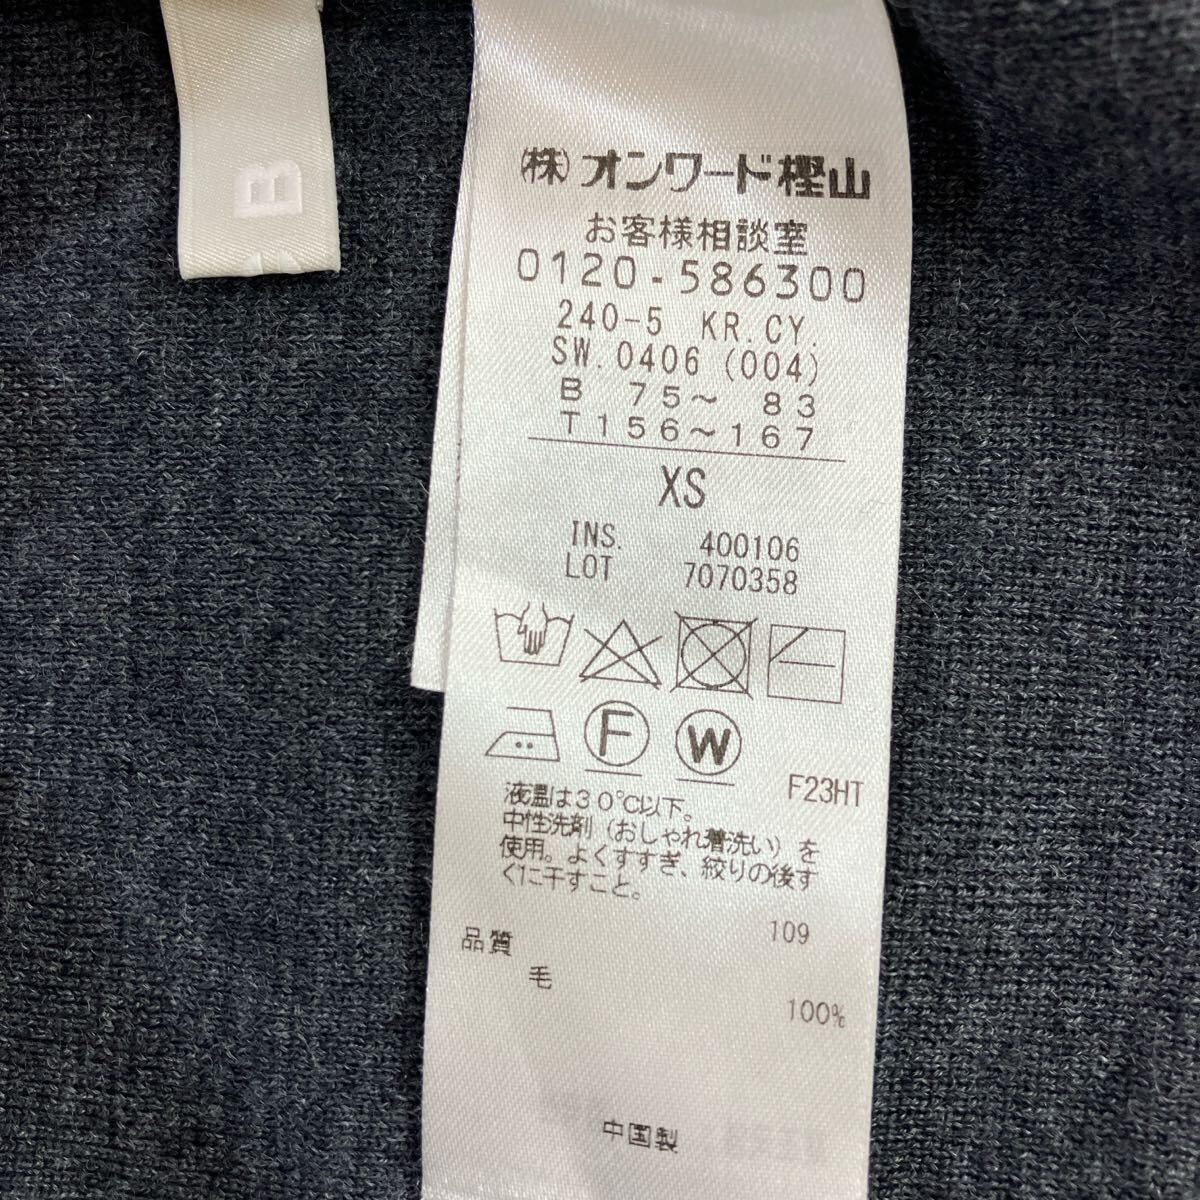 B
(株)オンワード樫山
お客様相談室
0120-586300
240-5 KR.CY.
SW.0406 (004)
B 75～ 83
T156～167
XS
INS. 400106
LOT 7070358
F W
F23HT
液温は30℃以下。
中性洗剤（おしゃれ着洗い）を
使用。よくすすぎ、絞りの後す
ぐに干すこと。
109
品質
毛
100%
中国製